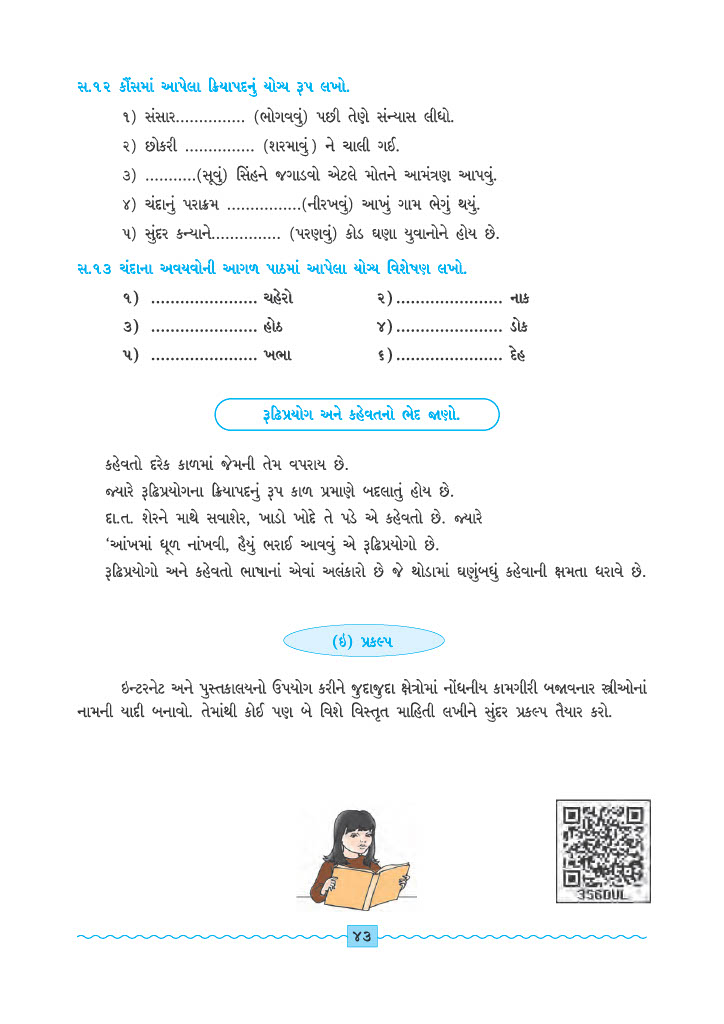 સ.૧૨ કૌંસમાં આપેલા ક્રિયાપદનું યોગ્ય રૂપ લખો.
૧) સંસાર............... (ભોગવવું) પછી તેણે સંન્યાસ લીધો.
૨) છોકરી ............... (શરમાવું ) ને ચાલી ગઈ.
૩) ...........(સૂવું) સિંહને જગાડવો એટલે મોતને આમંત્રણ આપવું.
૪) ચંદાનું પરાક્રમ ................(નીરખવું) આખું ગામ ભેગું થયું.
૫) સુંદર કન્યાને............... (પરણવું) કોડ ઘણા યુવાનોને હોય છે.
સ.૧૩ ચંદાના અવયવોની આગળ પાઠમાં આપેલા યોગ્ય વિશેષણ લખો.
૧) ...................... ચહેરો ૨) ...................... નાક
૩) ...................... હોઠ ૪) ...................... ડોક
૫) ...................... ખભા ૬) ...................... દેહ
રૂઢિપ્રયોગ અને કહેવતનો ભેદ જાણો.
કહેવતો દરેક કાળમાં જેમની તેમ વપરાય છે.
જ્યારે રૂઢિપ્રયોગના ક્રિયાપદનું રૂપ કાળ પ્રમાણે બદલાતું હોય છે.
દા.ત. શેરને માથે સવાશેર, ખાડો ખોદે તે પડે એ કહેવતો છે. જ્યારે
‘આંખમાં ધૂળ નાંખવી, હૈયું ભરાઈ આવવું એ રૂઢિપ્રયોગો છે.
રૂઢિપ્રયોગો અને કહેવતો ભાષાનાં એવાં અલંકારો છે જે થોડામાં ઘણુંબધું કહેવાની ક્ષમતા ધરાવે છે.
(ઇ) પ્રકલ્પ
ઇન્ટરનેટ અને પુસ્તકાલયનો ઉપયોગ કરીને જુદાજુદા ક્ષેત્રોમાં નોંધનીય કામગીરી બજાવનાર સ્ત્રીઓનાં
નામની યાદી બનાવો. તેમાંથી કોઈ પણ બે વિશે વિસ્તૃત માહિતી લખીને સુંદર પ્રકલ્પ તૈયાર કરો.
3S6DUL
૪૩